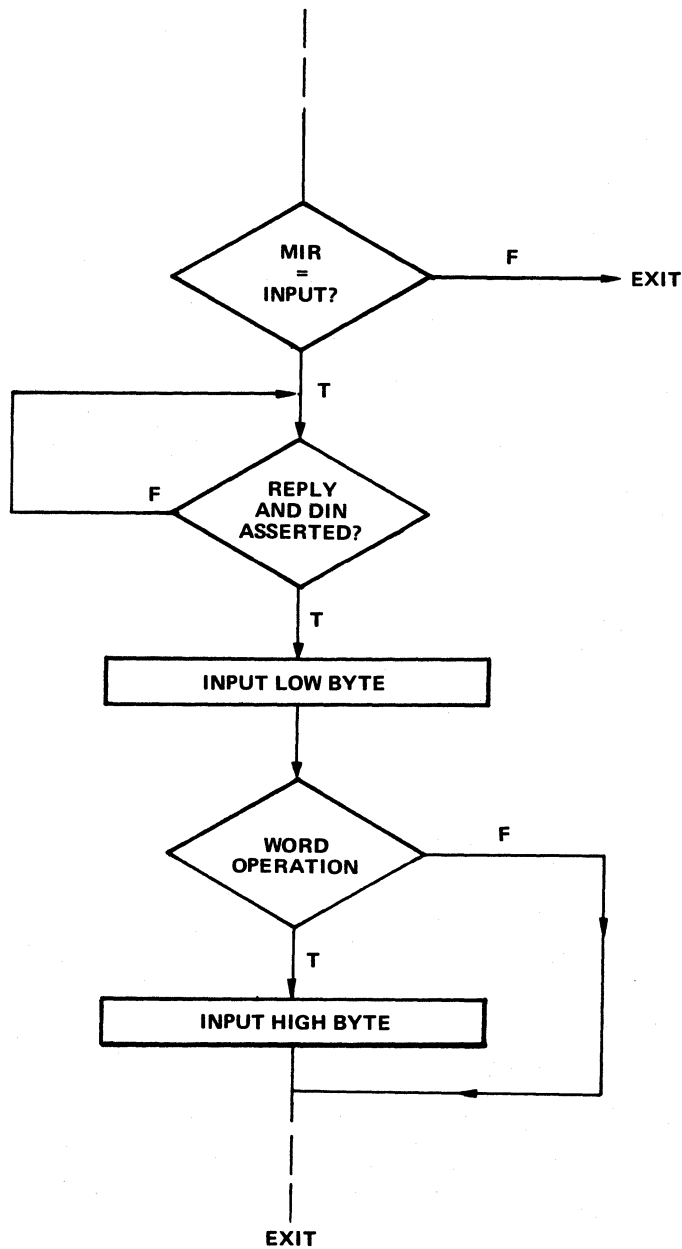 MIR
=
INPUT?
F
EXIT
T
F
REPLY
AND DIN
ASSERTED?
T
INPUT LOW BYTE
WORD
OPERATION
F
T
INPUT HIGH BYTE
EXIT